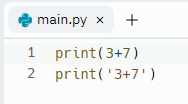 main.py × +
1 print(3+7)
2 print('3+7')